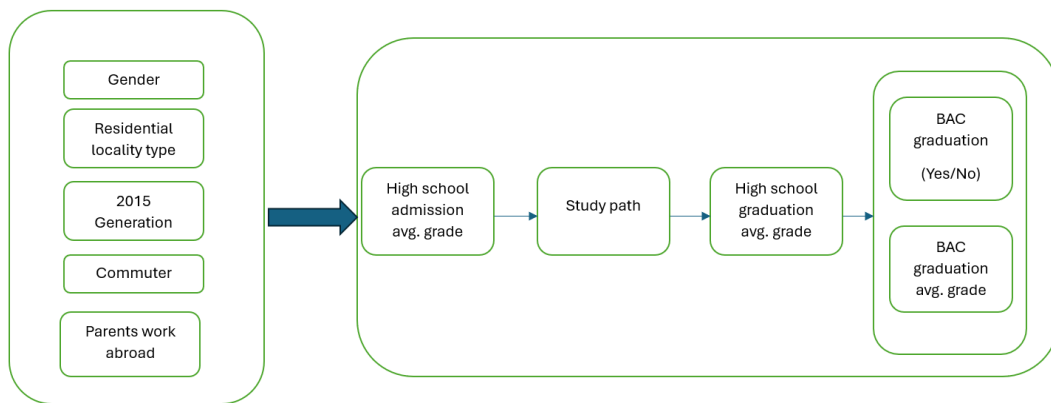 Gender
Residential
locality type
2015
Generation
Commuter
Parents work
abroad
High school
admission
avg. grade
Study path
High school
graduation
avg. grade
BAC
graduation
(Yes/No)
BAC
graduation
avg. grade